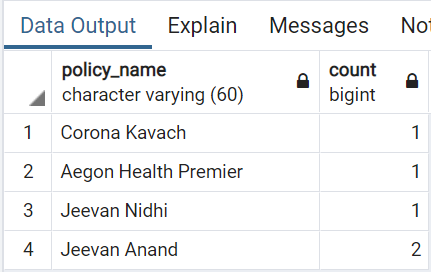 Data Output Explain Messages Not
policy_name count
character varying (60) bigint
1 Corona Kavach 1
2 Aegon Health Premier 1
3 Jeevan Nidhi 1
4 Jeevan Anand 2